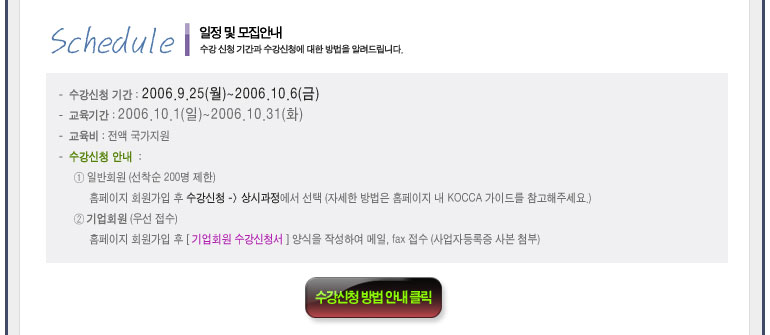 Schedule
일정 및 모집안내
수강 신청 기간과 수강신청에 대한 방법을 알려드립니다.
- 수강신청 기간 : 2006.9.25(월)~2006.10.6(금)
- 교육기간 : 2006.10.1(일)~2006.10.31(화)
- 교육비 : 전액 국가지원
- 수강신청 안내 :
① 일반회원 (선착순 200명 제한)
홈페이지 회원가입 후 수강신청 -> 상시과정에서 선택 (자세한 방법은 홈페이지 내 KOCCA 가이드를 참고해주세요.)
② 기업회원 (우선 접수)
홈페이지 회원가입 후 [ 기업회원 수강신청서 ] 양식을 작성하여 메일, fax 접수 (사업자등록증 사본 첨부)
수강신청 방법 안내 클릭